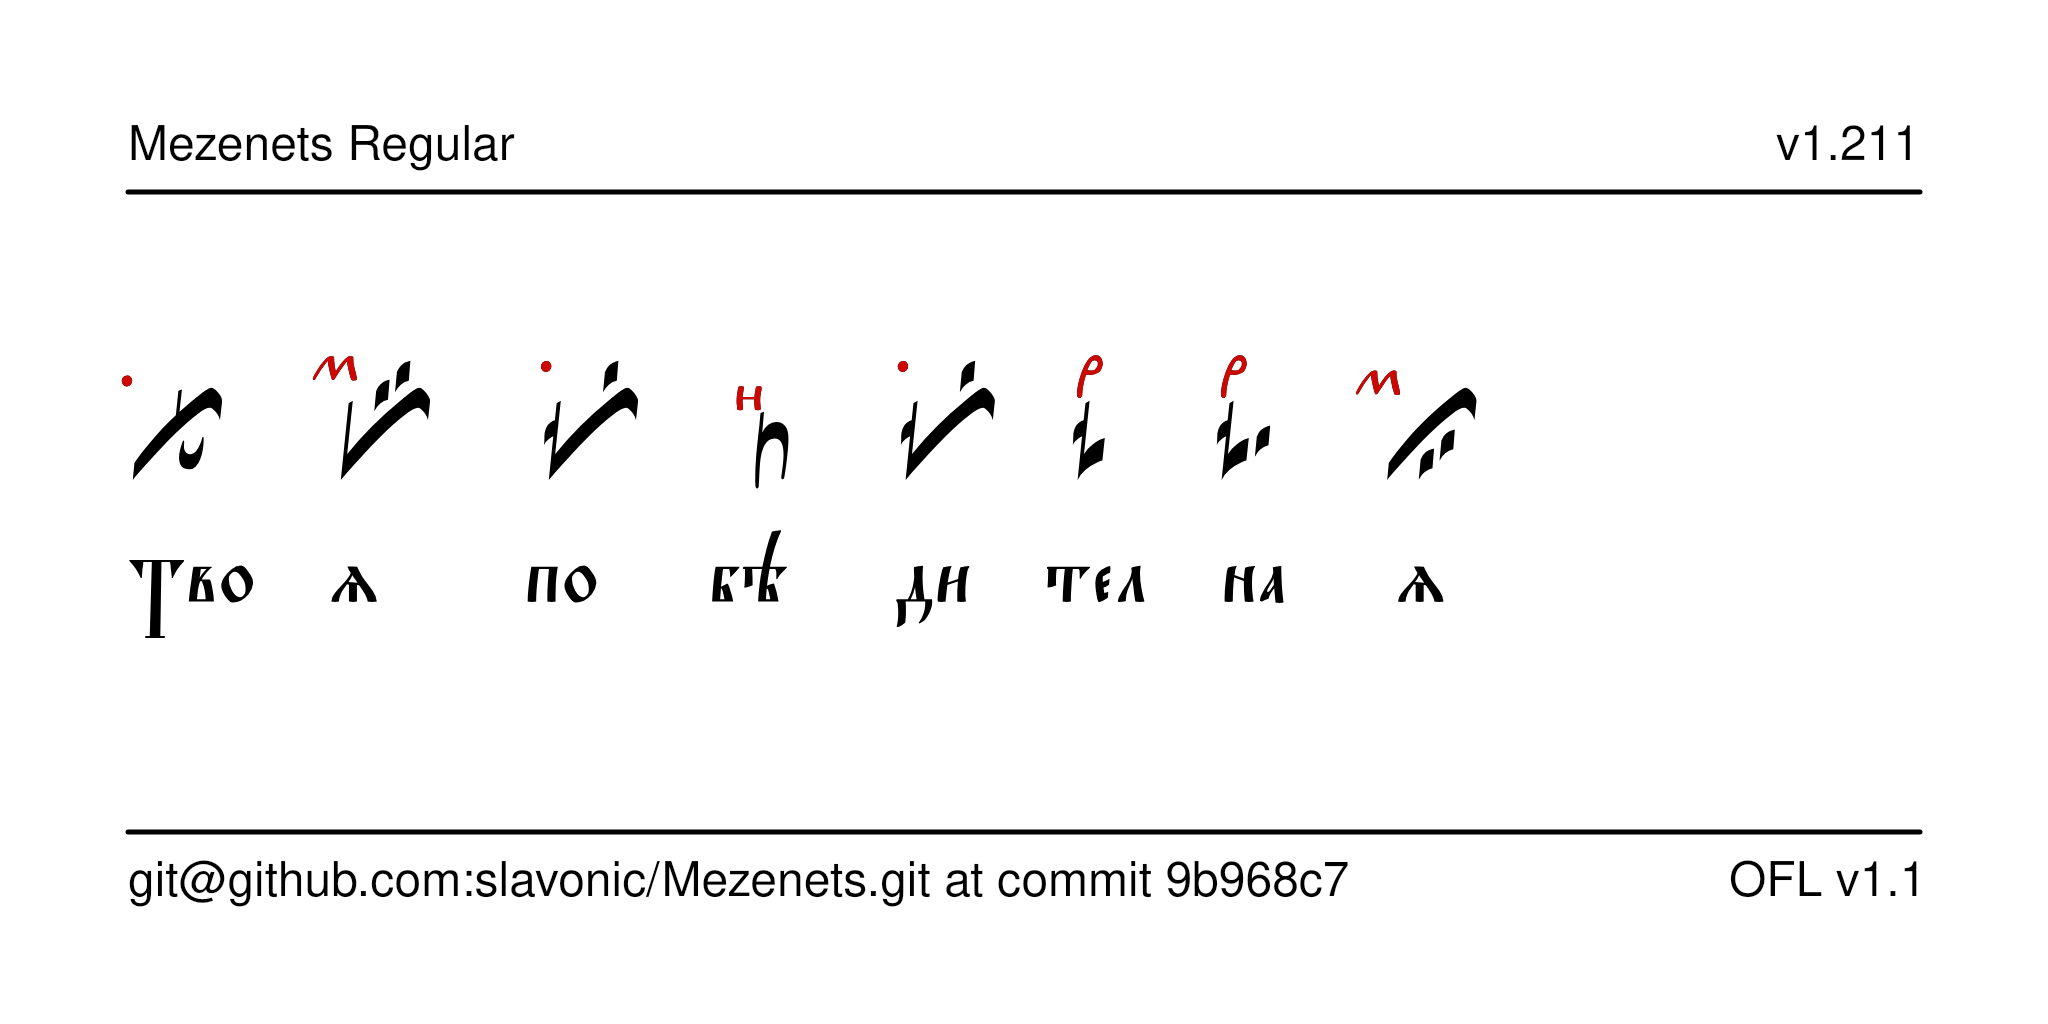 Mezenets Regular v1.211
Тво ѧ по бѣ ди тел на ѧ
git@github.com:slavonic/Mezenets.git at commit 9b968c7 OFL v1.1